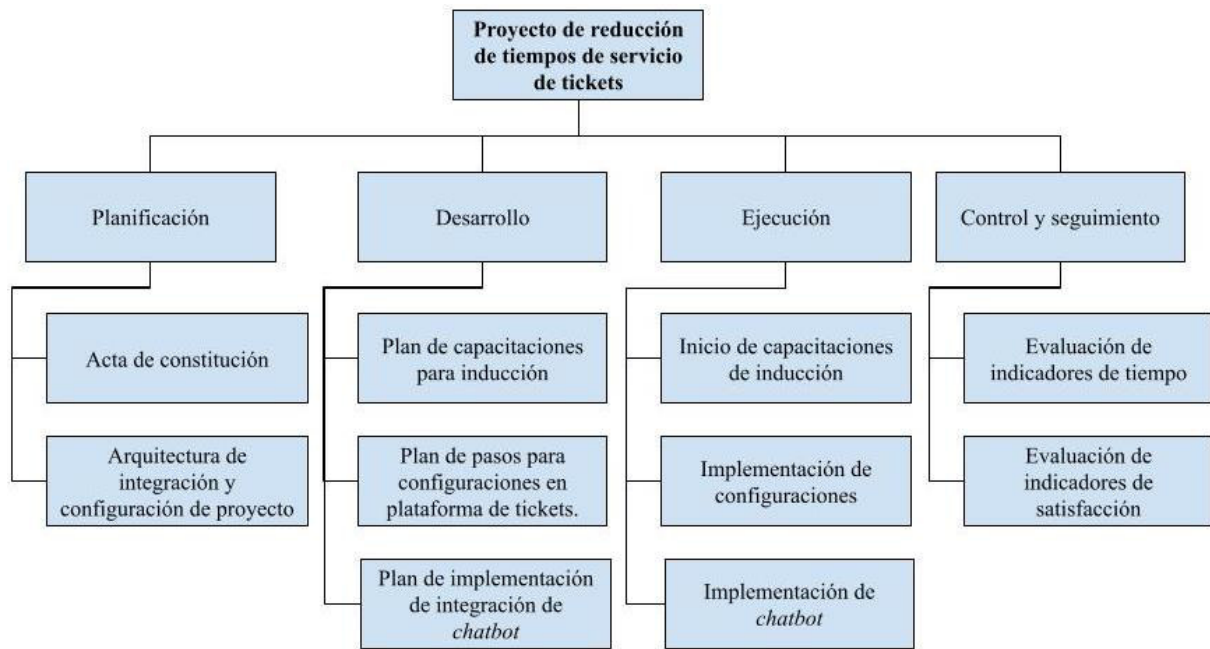 Proyecto de reducción
de tiempos de servicio
de tickets
Planificación
Desarrollo
Ejecución
Control y seguimiento
Acta de constitución
Plan de capacitaciones
para inducción
Inicio de capacitaciones
de inducción
Evaluación de
indicadores de tiempo
Arquitectura de
integración y
configuración de proyecto
Plan de pasos para
configuraciones en
plataforma de tickets.
Implementación de
configuraciones
Evaluación de
indicadores de
satisfacción
Plan de implementación
de integración de
chatbot
Implementación de
chatbot